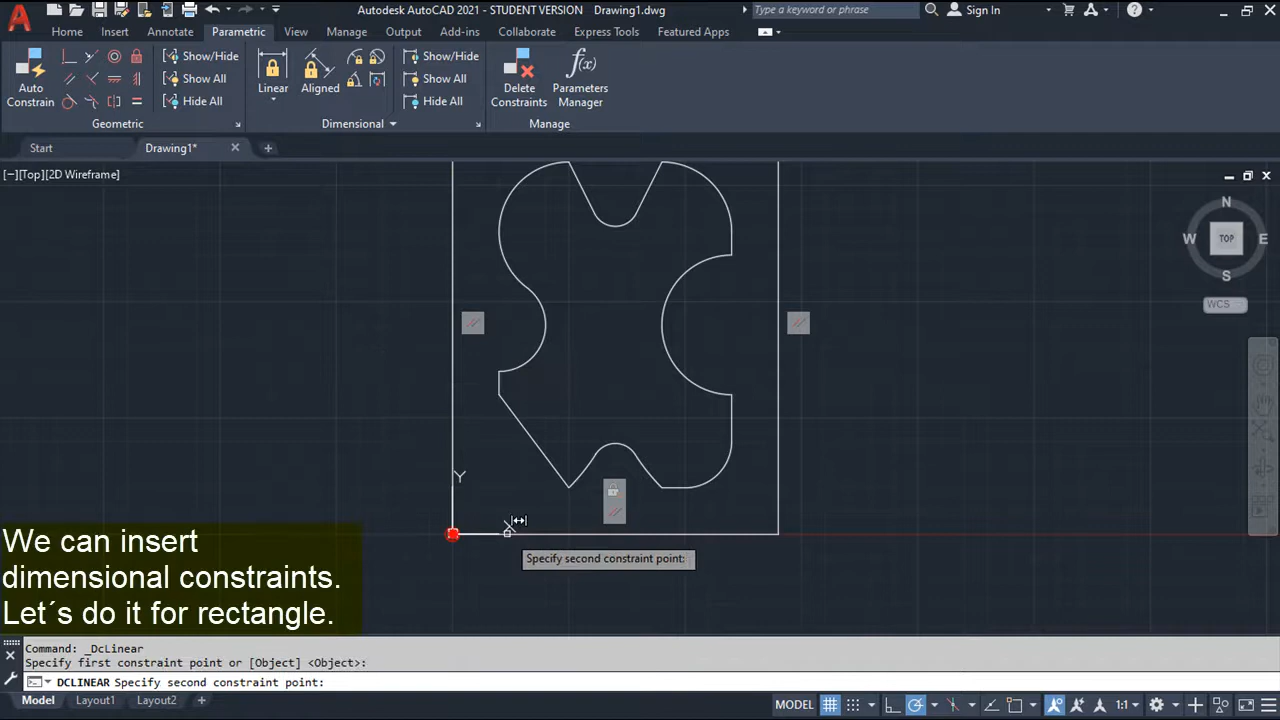 Autodesk AutoCAD 2021 - STUDENT VERSION Drawing1.dwg
Type a keyword or phrase
Sign In
Home Insert Annotate Parametric View Manage Output Add-ins Collaborate Express Tools Featured Apps
Auto
Constrain
Show/Hide
Show All
Hide All
Geometric
Linear
Aligned
Show/Hide
Show All
Hide All
Dimensional
Delete
Constraints
f(x)
Parameters
Manager
Manage
Start
Drawing1*
[−][Top][2D Wireframe]
N
W TOP E
S
WCS
Y
Specify second constraint point:
We can insert
dimensional constraints.
Let´s do it for rectangle.
Command: _DcLinear
Specify first constraint point or [Object] <Object>:
DCLINEAR Specify second constraint point:
Model Layout1 Layout2
MODEL
1:1